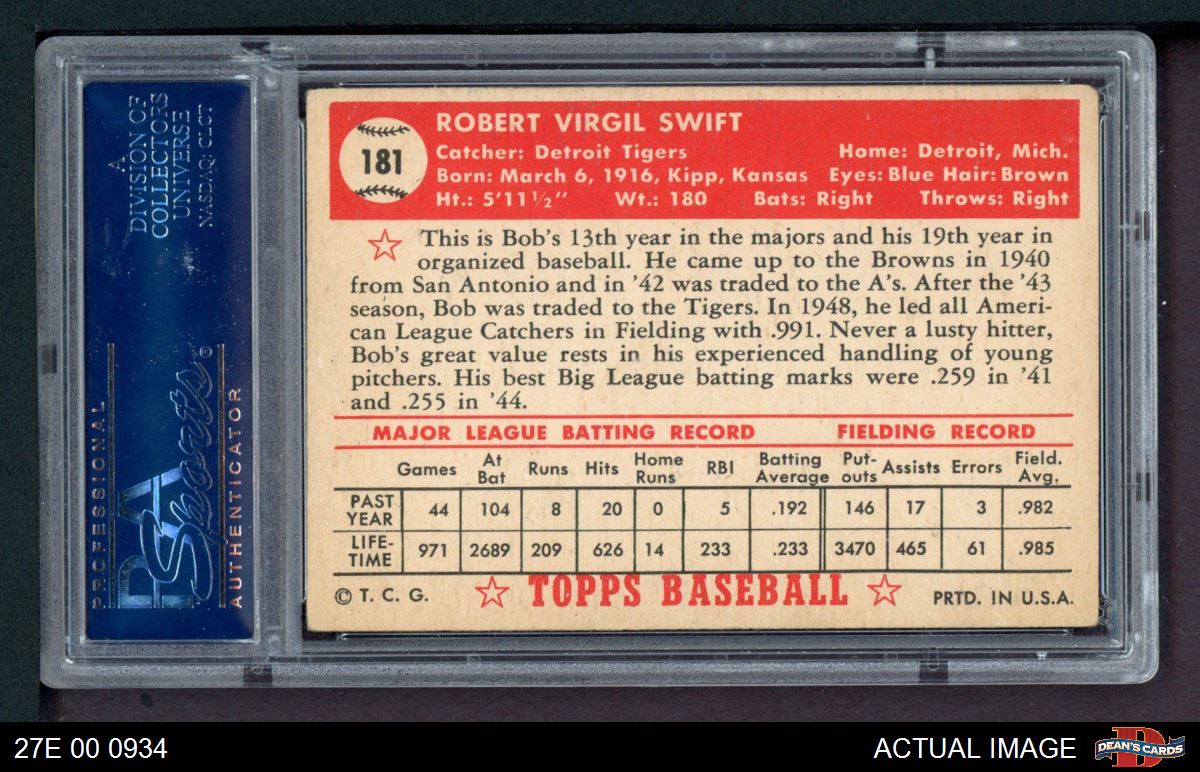 A
DIVISION OF
COLLECTORS
UNIVERSE
NASDAQ: CLCT
PROFESSIONAL
PSA
Sports®
AUTHENTICATOR
181
ROBERT VIRGIL SWIFT
Catcher: Detroit Tigers Home: Detroit, Mich.
Born: March 6, 1916, Kipp, Kansas Eyes: Blue Hair: Brown
Ht.: 5'11½" Wt.: 180 Bats: Right Throws: Right
This is Bob's 13th year in the majors and his 19th year in
organized baseball. He came up to the Browns in 1940
from San Antonio and in '42 was traded to the A's. After the '43
season, Bob was traded to the Tigers. In 1948, he led all Ameri-
can League Catchers in Fielding with .991. Never a lusty hitter,
Bob's great value rests in his experienced handling of young
pitchers. His best Big League batting marks were .259 in '41
and .255 in '44.
MAJOR LEAGUE BATTING RECORD FIELDING RECORD
Games At Bat Runs Hits Home Runs RBI Batting Average Put-outs Assists Errors Field. Avg.
PAST YEAR 44 104 8 20 0 5 .192 146 17 3 .982
LIFE-TIME 971 2689 209 626 14 233 .233 3470 465 61 .985
© T. C. G. TOPPS BASEBALL PRTD. IN U.S.A.
27E 00 0934 ACTUAL IMAGE
D
DEAN'S CARDS